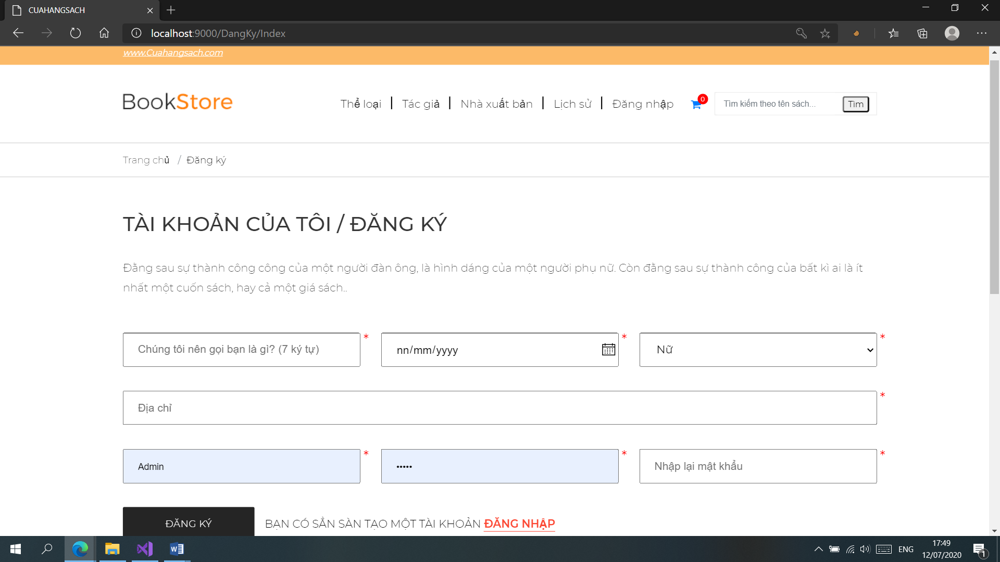 CUAHANGSACH
localhost:9000/DangKy/Index
www.Cuahangsach.com
BookStore
Thể loại
Tác giả
Nhà xuất bản
Lịch sử
Đăng nhập
0
Tìm kiếm theo tên sách...
Tìm
Trang chủ / Đăng ký
TÀI KHOẢN CỦA TÔI / ĐĂNG KÝ
Đằng sau sự thành công công của một người đàn ông, là hình dáng của một người phụ nữ. Còn đằng sau sự thành công của bất kì ai là ít
nhất một cuốn sách, hay cả một giá sách..
Chúng tôi nên gọi bạn là gì? (7 ký tự) *
nn/mm/yyyy *
Nữ *
Địa chỉ *
Admin *
••••• *
Nhập lại mật khẩu *
ĐĂNG KÝ
BẠN CÓ SẲN SÀN TẠO MỘT TÀI KHOẢN ĐĂNG NHẬP
ENG
17:49
12/07/2020
1